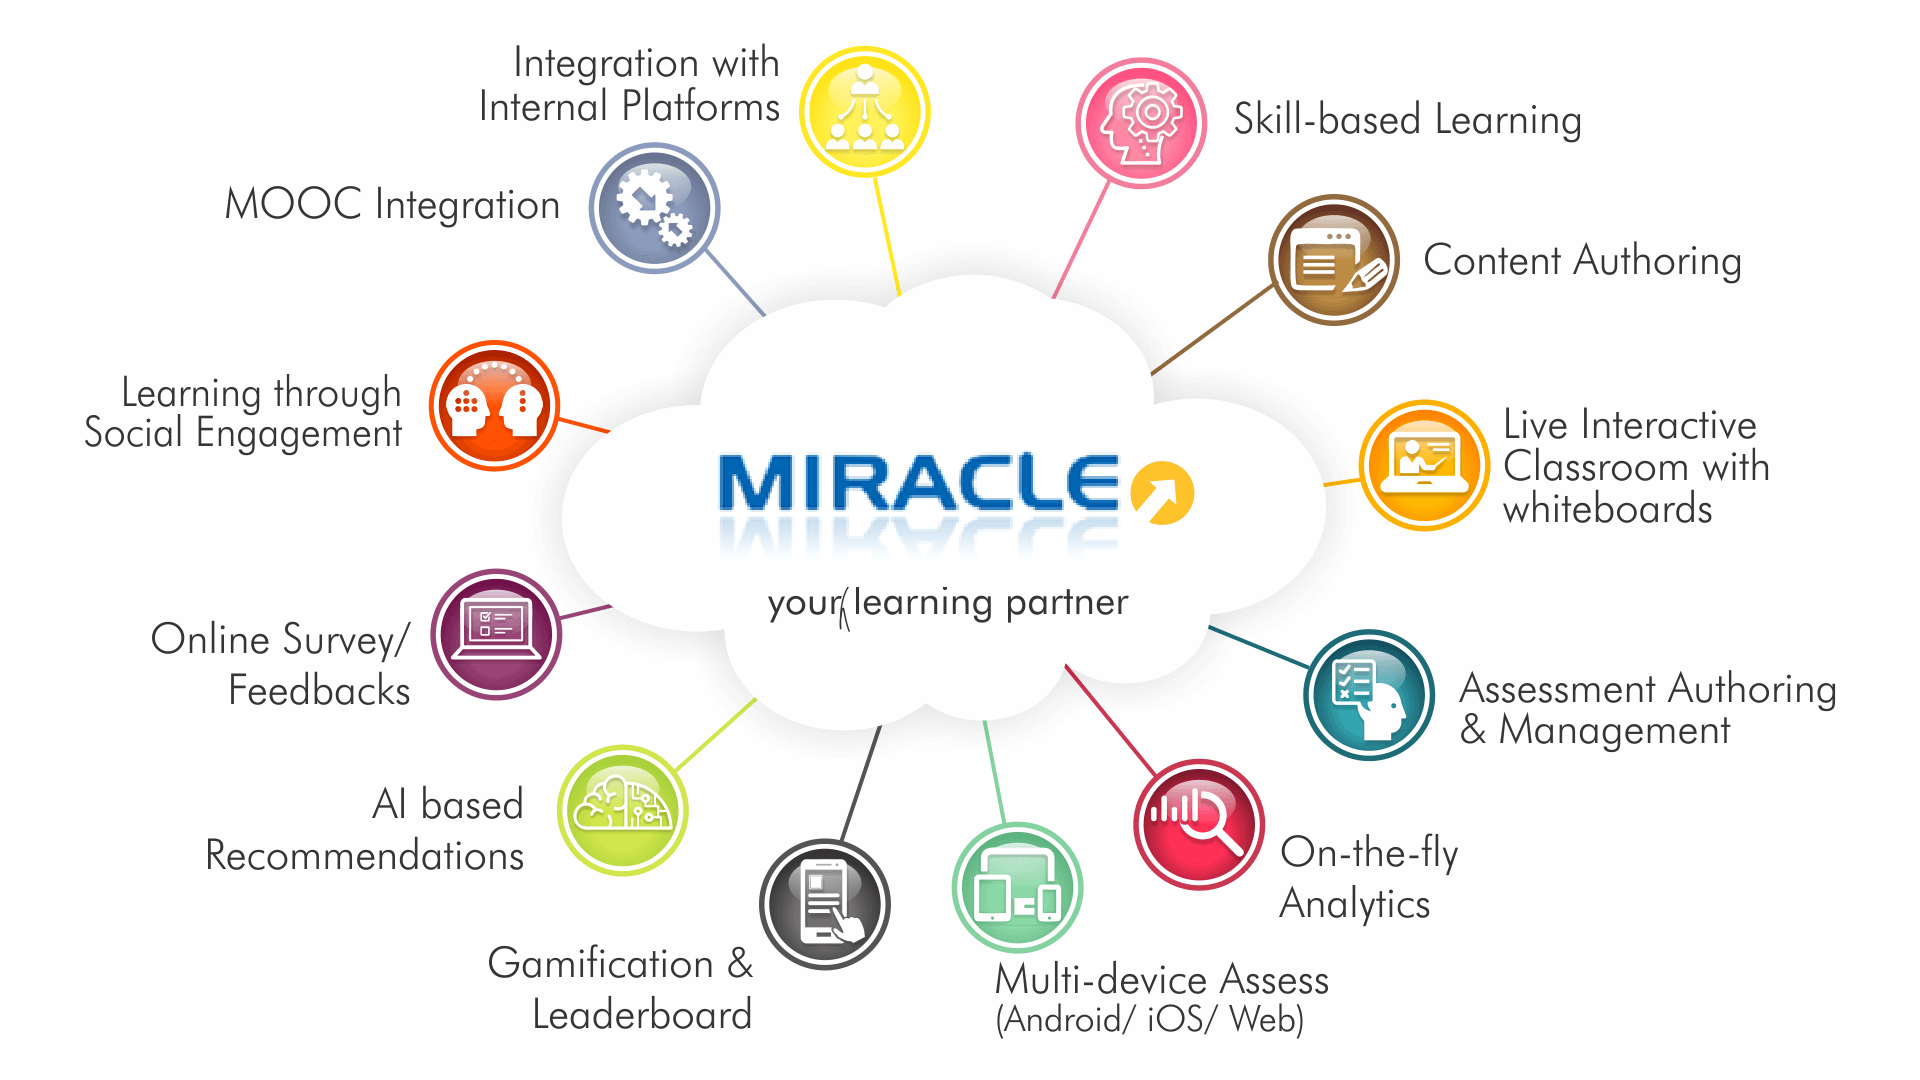 Integration with
Internal Platforms
Skill-based Learning
MOOC Integration
Content Authoring
Learning through
Social Engagement
Live Interactive
Classroom with
whiteboards
MIRACLE
your learning partner
Online Survey/
Feedbacks
Assessment Authoring
& Management
AI based
Recommendations
On-the-fly
Analytics
Gamification &
Leaderboard
Multi-device Assess
(Android/ iOS/ Web)